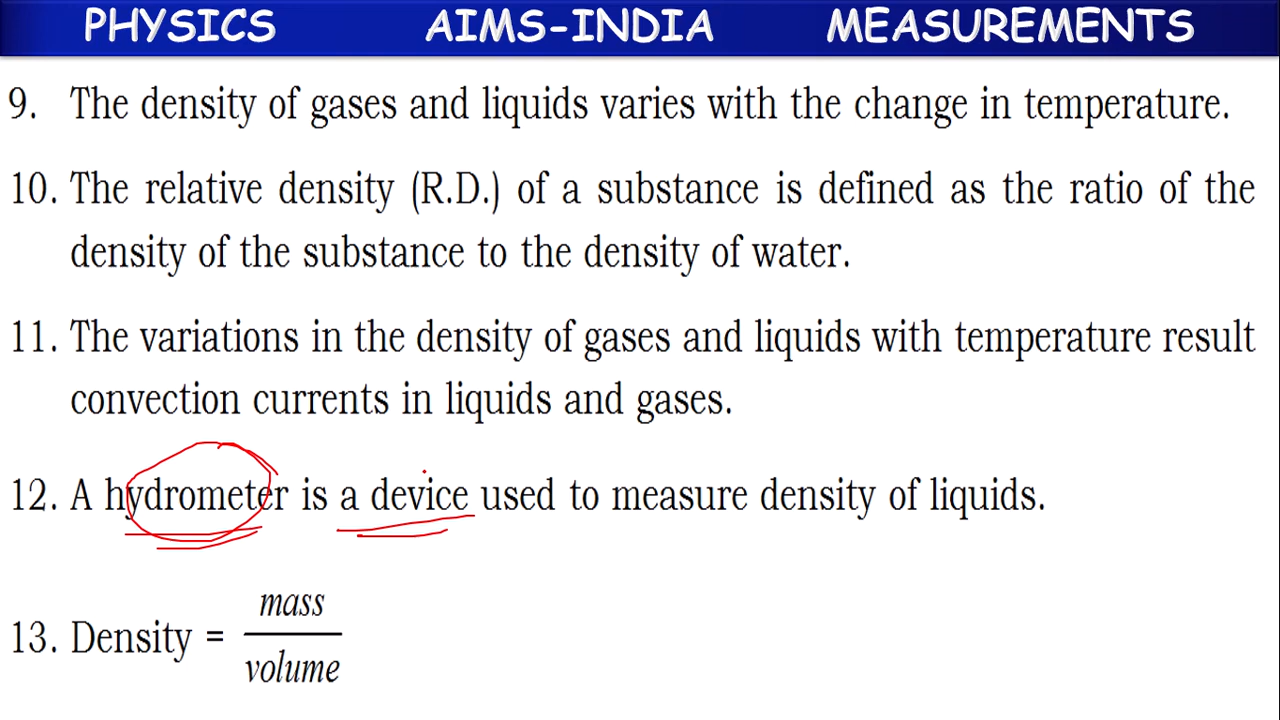 PHYSICS AIMS-INDIA MEASUREMENTS
9. The density of gases and liquids varies with the change in temperature.
10. The relative density (R.D.) of a substance is defined as the ratio of the
density of the substance to the density of water.
11. The variations in the density of gases and liquids with temperature result
convection currents in liquids and gases.
12. A hydrometer is a device used to measure density of liquids.
13. Density = mass
volume